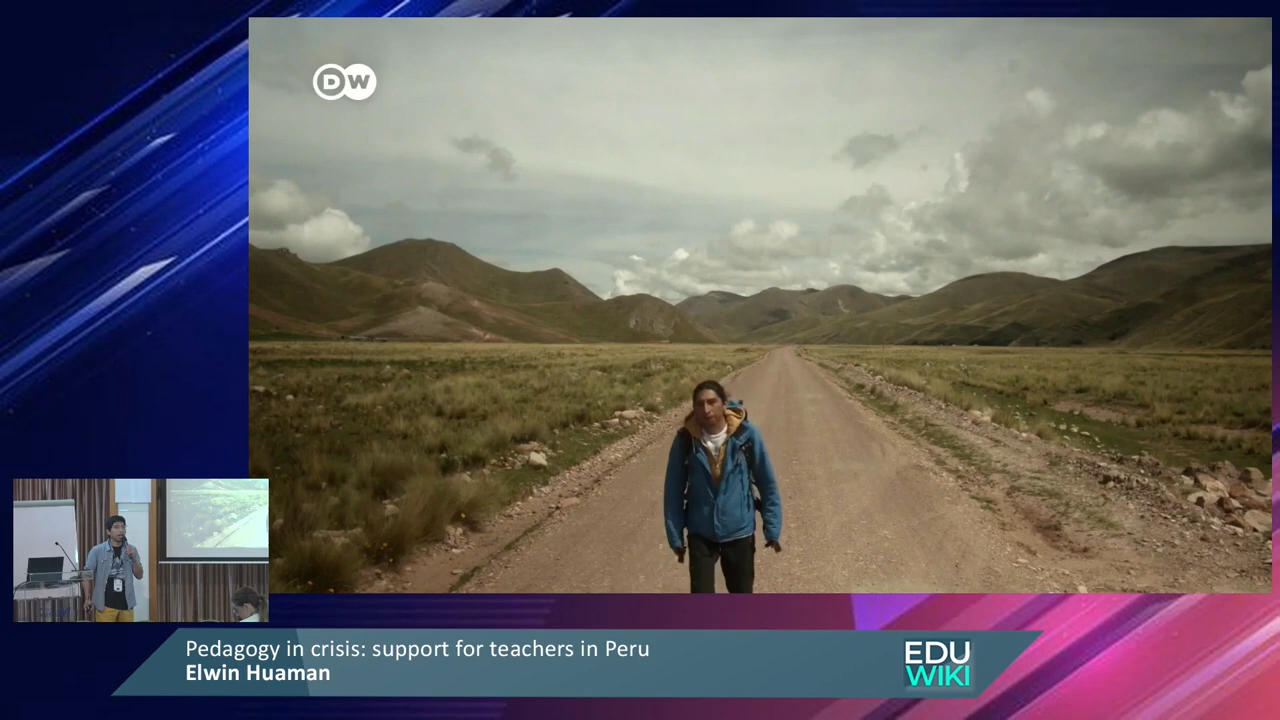 DW
Pedagogy in crisis: support for teachers in Peru
Elwin Huaman
EDU
WIKI